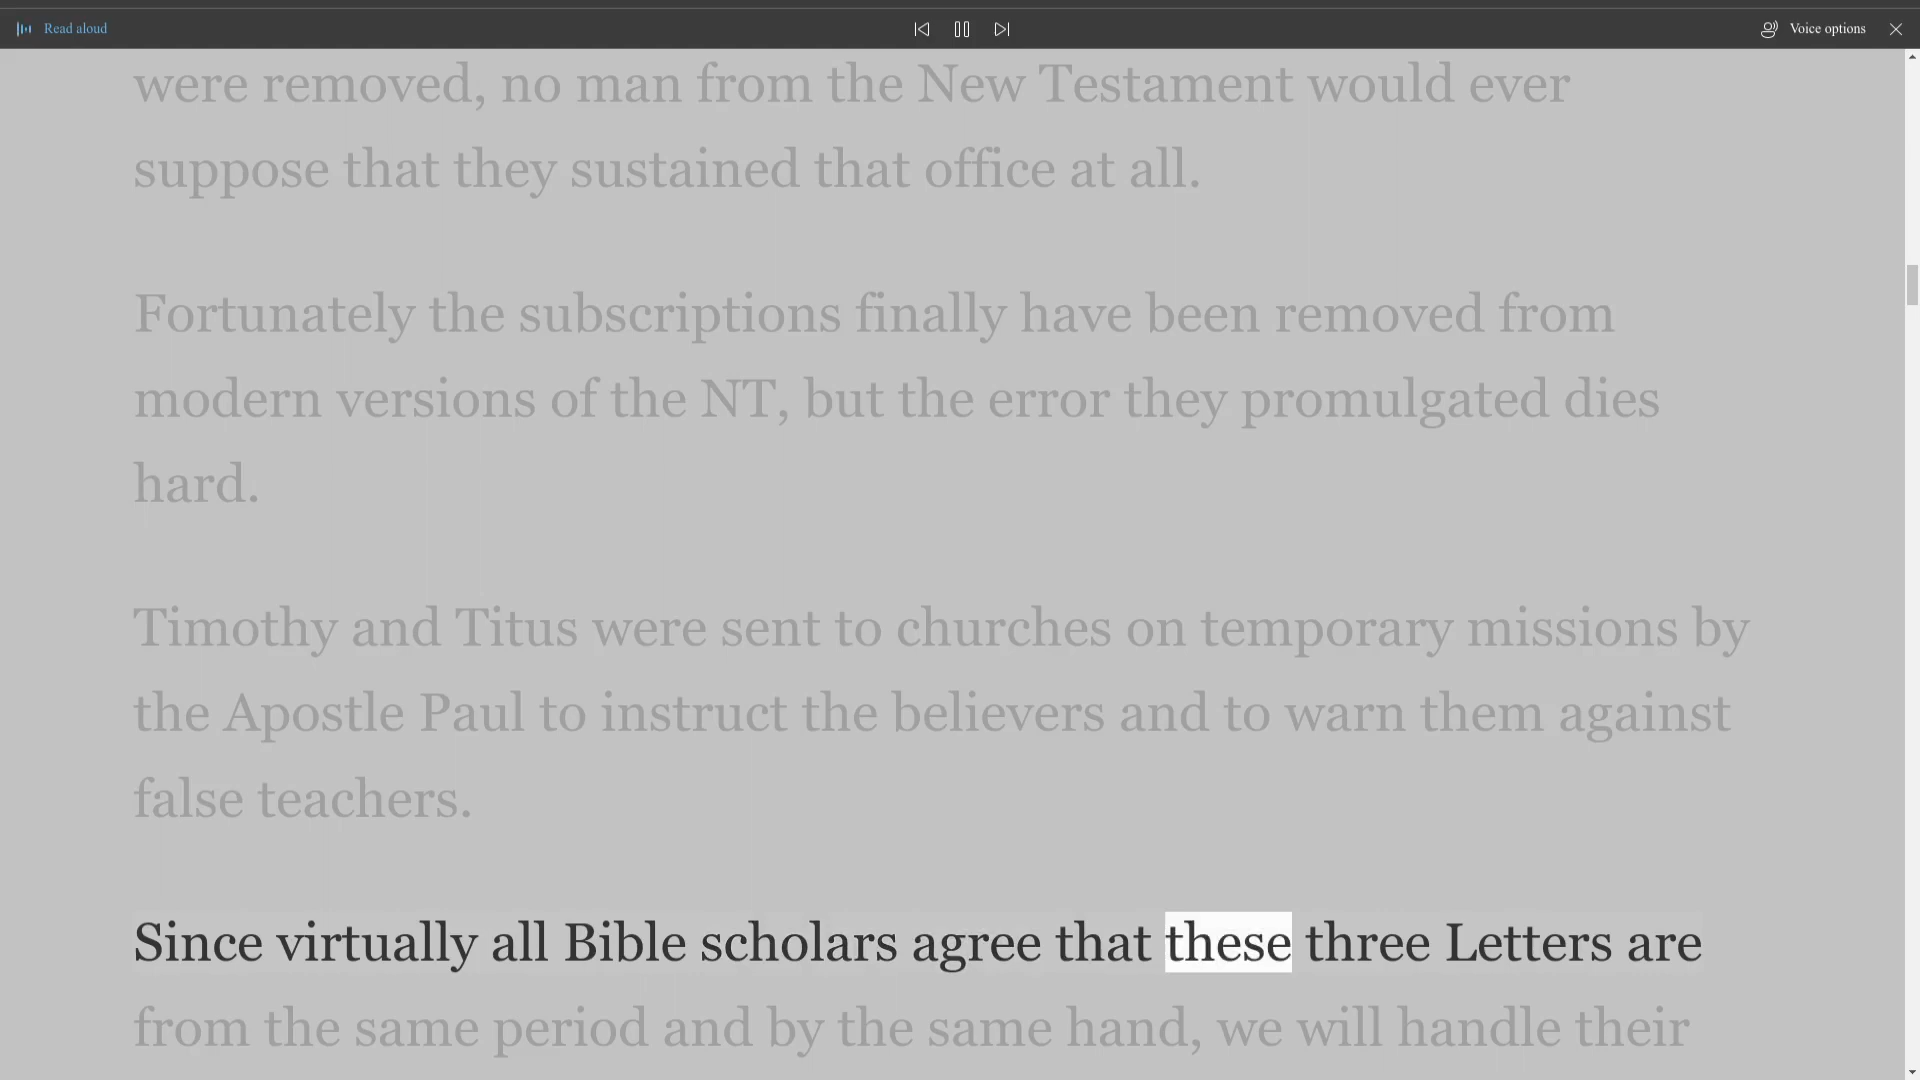 Read aloud
Voice options
were removed, no man from the New Testament would ever
suppose that they sustained that office at all.
Fortunately the subscriptions finally have been removed from
modern versions of the NT, but the error they promulgated dies
hard.
Timothy and Titus were sent to churches on temporary missions by
the Apostle Paul to instruct the believers and to warn them against
false teachers.
Since virtually all Bible scholars agree that these three Letters are
from the same period and by the same hand, we will handle their